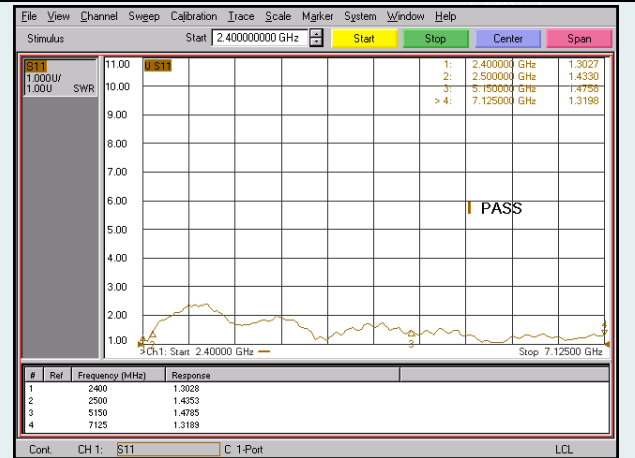 File View Channel Sweep Calibration Trace Scale Marker System Window Help
Stimulus Start 2.400000000 GHz Start Stop Center Span
S11
1.000U/
1.00U SWR
11.00
10.00
9.00
8.00
7.00
6.00
5.00
4.00
3.00
2.00
1.00
U S11
1: 2.400000 GHz 1.3027
2: 2.500000 GHz 1.4330
3: 5.150000 GHz 1.4758
> 4: 7.125000 GHz 1.3198
PASS
4
2
3
>Ch1: Start 2.40000 GHz Stop 7.12500 GHz
# Ref Frequency (MHz) Response
1 2400 1.3028
2 2500 1.4353
3 5150 1.4785
4 7125 1.3189
Cont. CH 1: S11 C 1-Port LCL